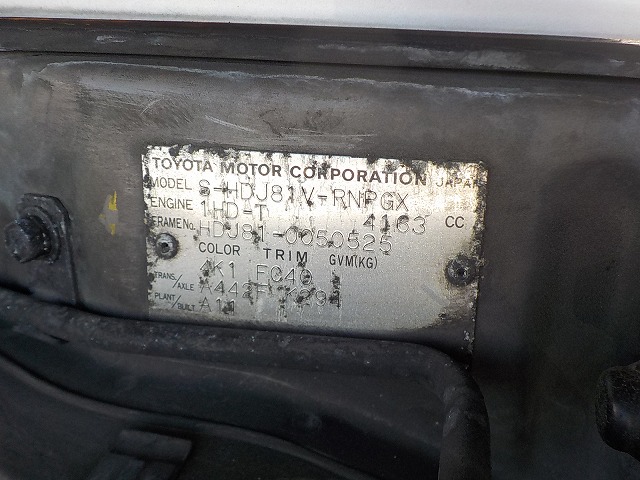 TOYOTA MOTOR CORPORATION JAPAN
MODEL S-HDJ81V-RNPGX
ENGINE 1HD-T 4163 CC
FRAME No. HDJ81-0050525
COLOR TRIM GVM(KG)
4K1 FG40
TRANS./AXLE A442F
PLANT/BUILT A11